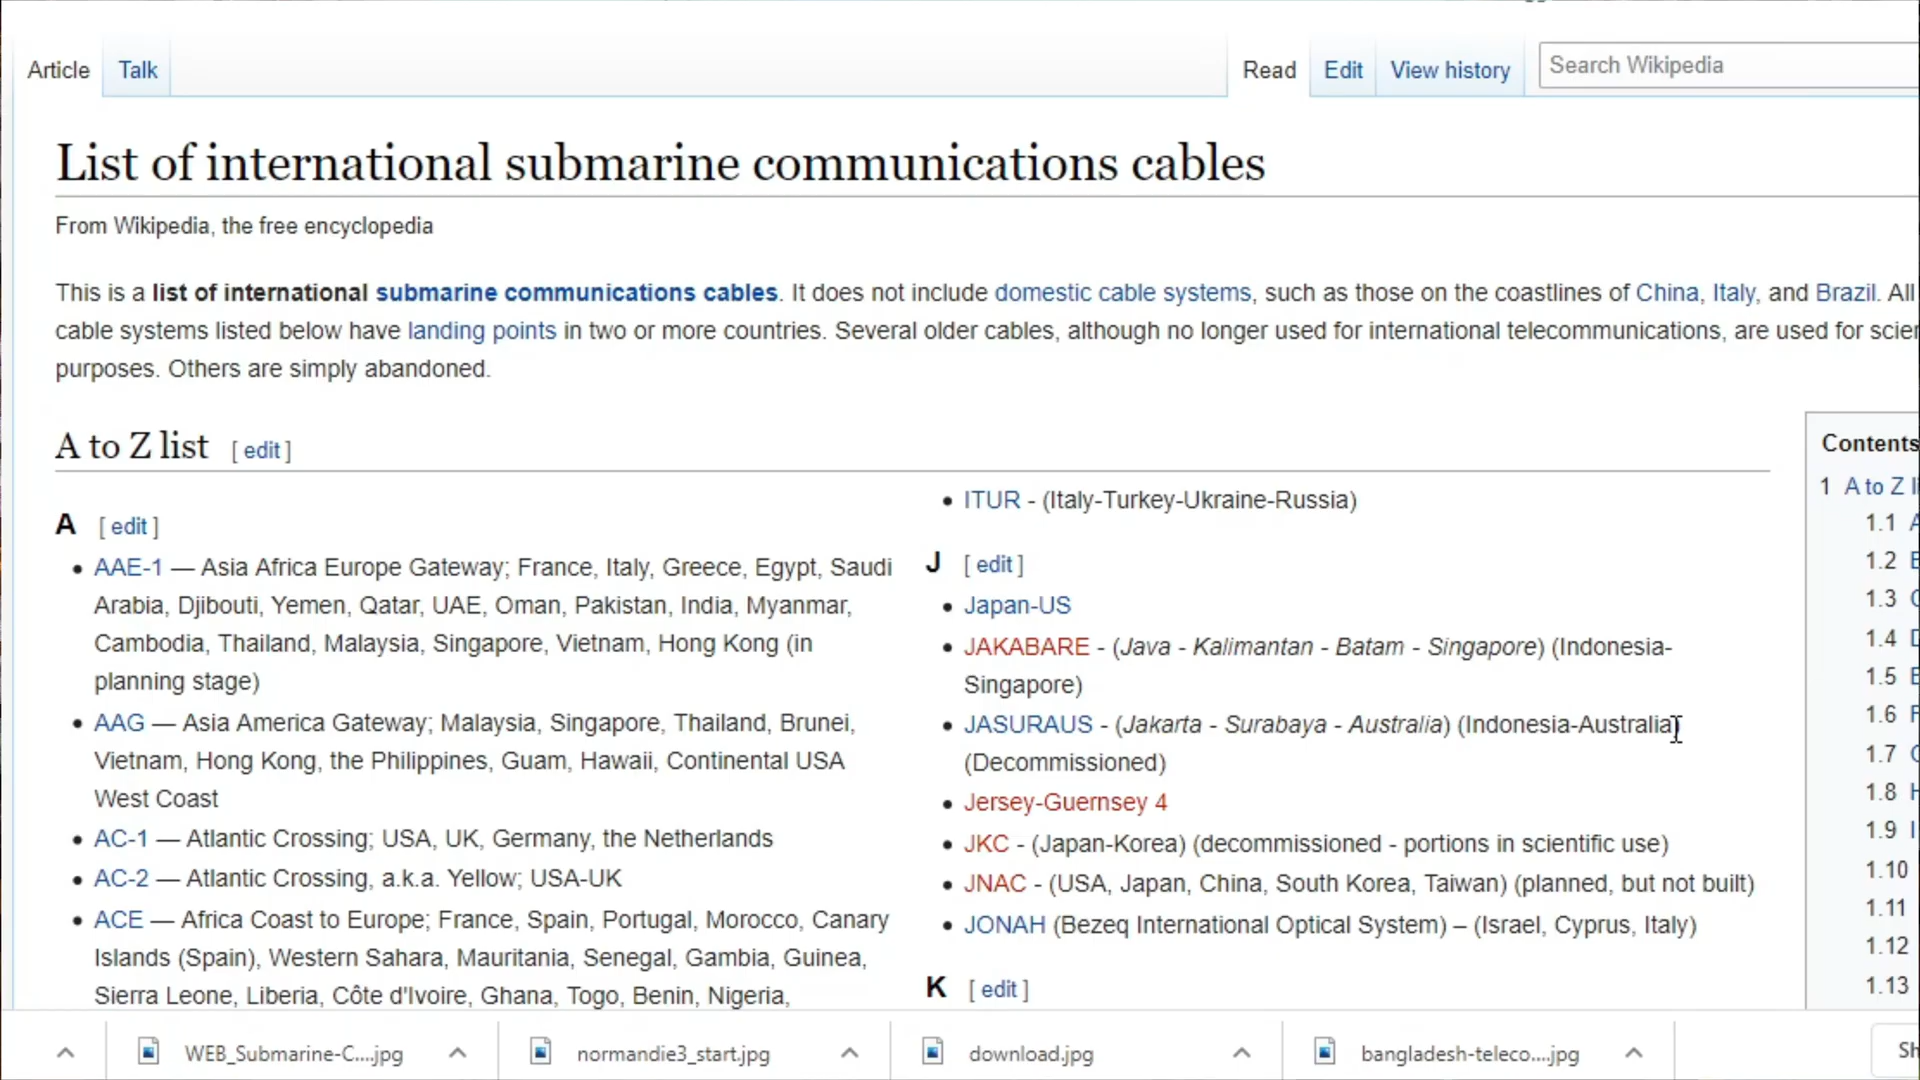 Article Talk Read Edit View history Search Wikipedia
List of international submarine communications cables
From Wikipedia, the free encyclopedia
This is a list of international submarine communications cables. It does not include domestic cable systems, such as those on the coastlines of China, Italy, and Brazil. All
cable systems listed below have landing points in two or more countries. Several older cables, although no longer used for international telecommunications, are used for
purposes. Others are simply abandoned.
A to Z list [ edit ]
A [ edit ]
• AAE-1 — Asia Africa Europe Gateway; France, Italy, Greece, Egypt, Saudi
Arabia, Djibouti, Yemen, Qatar, UAE, Oman, Pakistan, India, Myanmar,
Cambodia, Thailand, Malaysia, Singapore, Vietnam, Hong Kong (in
planning stage)
• AAG — Asia America Gateway; Malaysia, Singapore, Thailand, Brunei,
Vietnam, Hong Kong, the Philippines, Guam, Hawaii, Continental USA
West Coast
• AC-1 — Atlantic Crossing; USA, UK, Germany, the Netherlands
• AC-2 — Atlantic Crossing, a.k.a. Yellow; USA-UK
• ACE — Africa Coast to Europe; France, Spain, Portugal, Morocco, Canary
Islands (Spain), Western Sahara, Mauritania, Senegal, Gambia, Guinea,
Sierra Leone, Liberia, Côte d'Ivoire, Ghana, Togo, Benin, Nigeria,
• ITUR - (Italy-Turkey-Ukraine-Russia)
J [ edit ]
• Japan-US
• JAKABARE - (Java - Kalimantan - Batam - Singapore) (Indonesia-
Singapore)
• JASURAUS - (Jakarta - Surabaya - Australia) (Indonesia-Australia)
(Decommissioned)
• Jersey-Guernsey 4
• JKC - (Japan-Korea) (decommissioned - portions in scientific use)
• JNAC - (USA, Japan, China, South Korea, Taiwan) (planned, but not built)
• JONAH (Bezeq International Optical System) – (Israel, Cyprus, Italy)
K [ edit ]
Contents
1 A to Z
1.1
1.2
1.3
1.4
1.5
1.6
1.7
1.8
1.9
1.10
1.11
1.12
1.13
WEB_Submarine-C....jpg normandie3_start.jpg download.jpg bangladesh-teleco....jpg